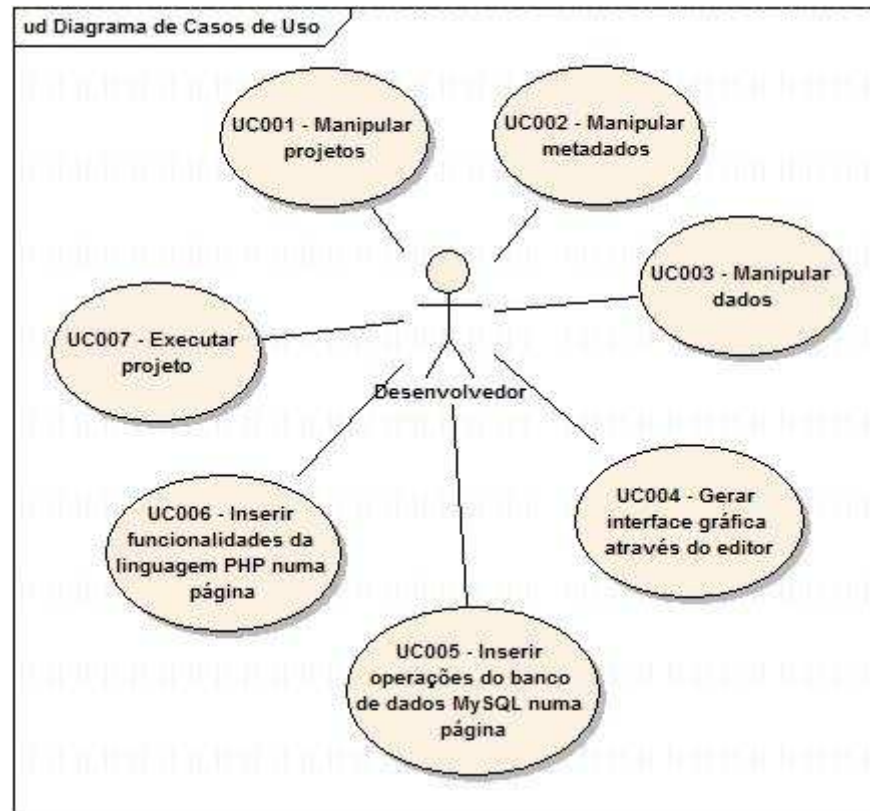 ud Diagrama de Casos de Uso
UC001 - Manipular
projetos
UC002 - Manipular
metadados
UC003 - Manipular
dados
UC007 - Executar
projeto
Desenvolvedor
UC004 - Gerar
interface gráfica
através do editor
UC006 - Inserir
funcionalidades da
linguagem PHP numa
página
UC005 - Inserir
operações do banco
de dados MySQL numa
página